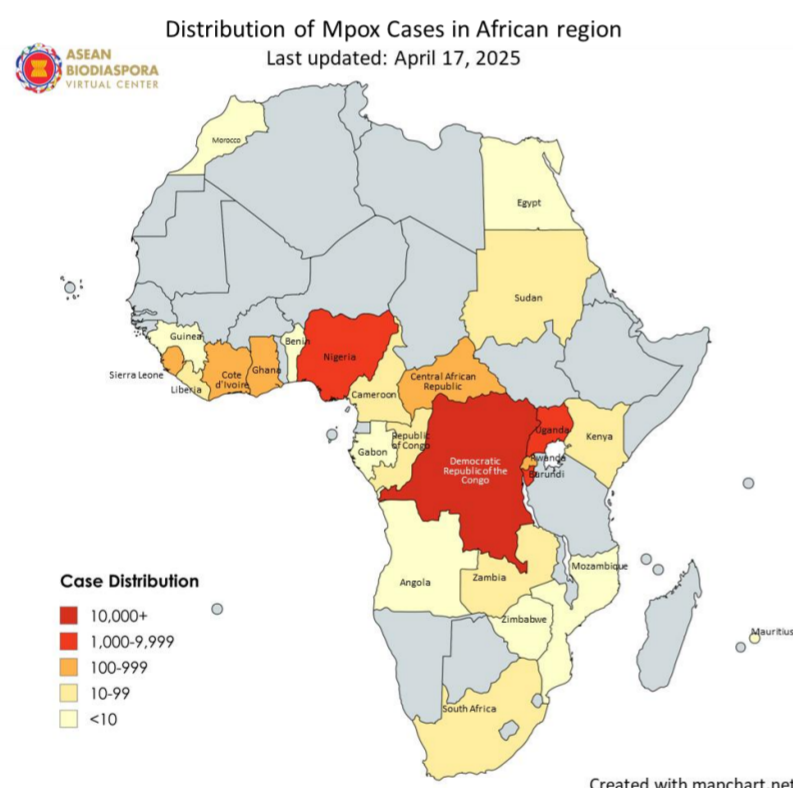 Distribution of Mpox Cases in African region
Last updated: April 17, 2025
ASEAN
BIODIASPORA
VIRTUAL CENTER
Morocco
Egypt
Sudan
Guinea
Benin
Nigeria
Sierra Leone
Liberia
Cote
d'Ivoire
Ghana
Cameroon
Central African
Republic
Gabon
Republic
of Congo
Democratic
Republic of the
Congo
Uganda
Kenya
Rwanda
Burundi
Angola
Zambia
Mozambique
Zimbabwe
Mauritius
South Africa
Case Distribution
10,000+
1,000-9,999
100-999
10-99
<10
Created with mapchart.net